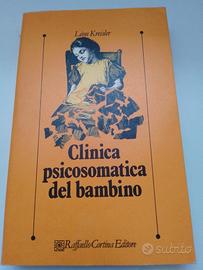 Léon Kreisler
Clinica
psicosomatica
del bambino
Raffaello Cortina Editore
subito